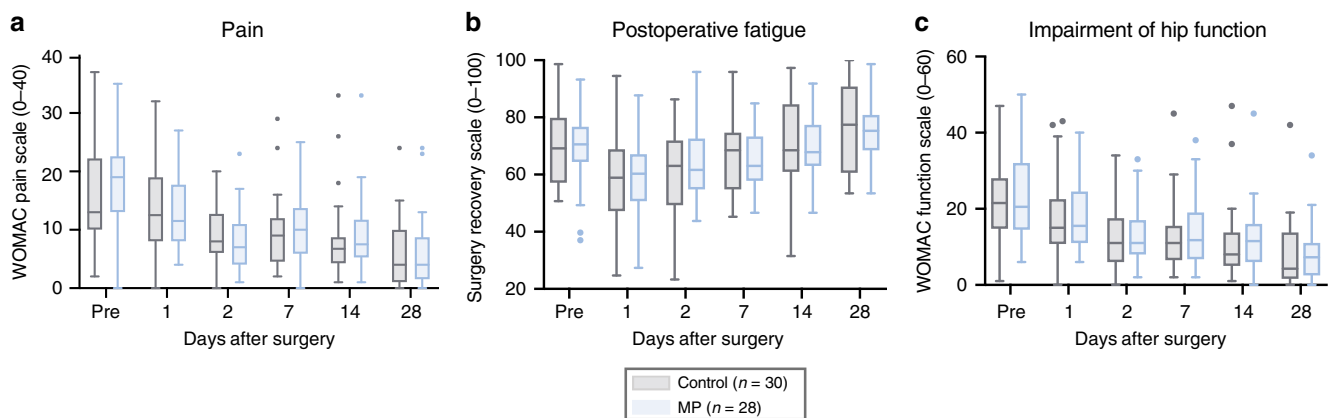 a
Pain
WOMAC pain scale (0–40)
40
30
20
10
0
Pre 1 2 7 14 28
Days after surgery
b
Postoperative fatigue
Surgery recovery scale (0–100)
100
80
60
40
20
Pre 1 2 7 14 28
Days after surgery
c
Impairment of hip function
WOMAC function scale (0–60)
60
40
20
0
Pre 1 2 7 14 28
Days after surgery
Control (n = 30)
MP (n = 28)